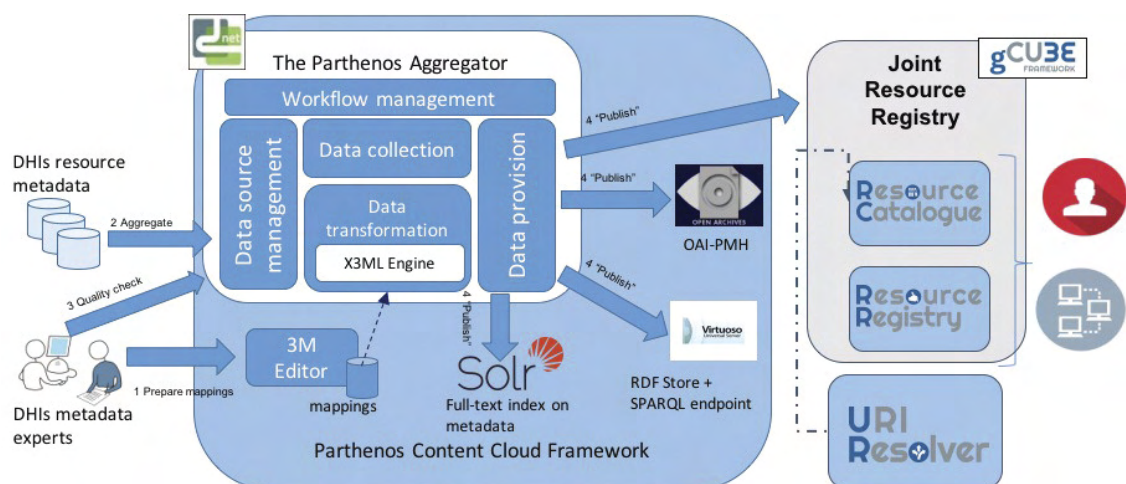 net
The Parthenos Aggregator
Workflow management
Data source
management
Data collection
Data
transformation
X3ML Engine
Data provision
DHIs resource
metadata
2 Aggregate
3 Quality check
1 Prepare mappings
DHIs metadata
experts
3M
Editor
mappings
4 "Publish"
Solr
Full-text index on
metadata
4 "Publish"
4 "Publish"
OPEN ARCHIVES
OAI-PMH
4 "Publish"
Virtuoso
Universal Server
RDF Store +
SPARQL endpoint
Parthenos Content Cloud Framework
gCUBE
FRAMEWORK
Joint
Resource
Registry
Resource
Catalogue
Resource
Registry
URI
Resolver